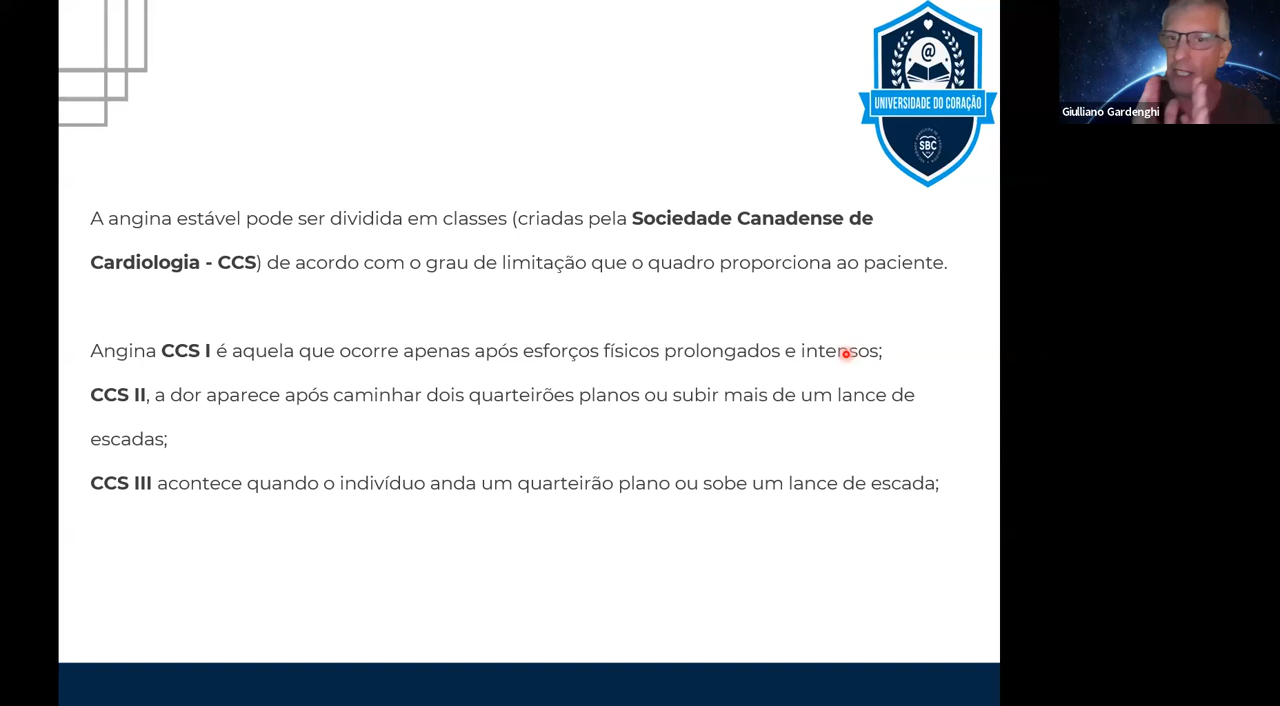 @
UNIVERSIDADE DO CORAÇÃO
SBC
Giulliano Gardenghi
A angina estável pode ser dividida em classes (criadas pela Sociedade Canadense de
Cardiologia - CCS) de acordo com o grau de limitação que o quadro proporciona ao paciente.
Angina CCS I é aquela que ocorre apenas após esforços físicos prolongados e intensos;
CCS II, a dor aparece após caminhar dois quarteirões planos ou subir mais de um lance de
escadas;
CCS III acontece quando o indivíduo anda um quarteirão plano ou sobe um lance de escada;